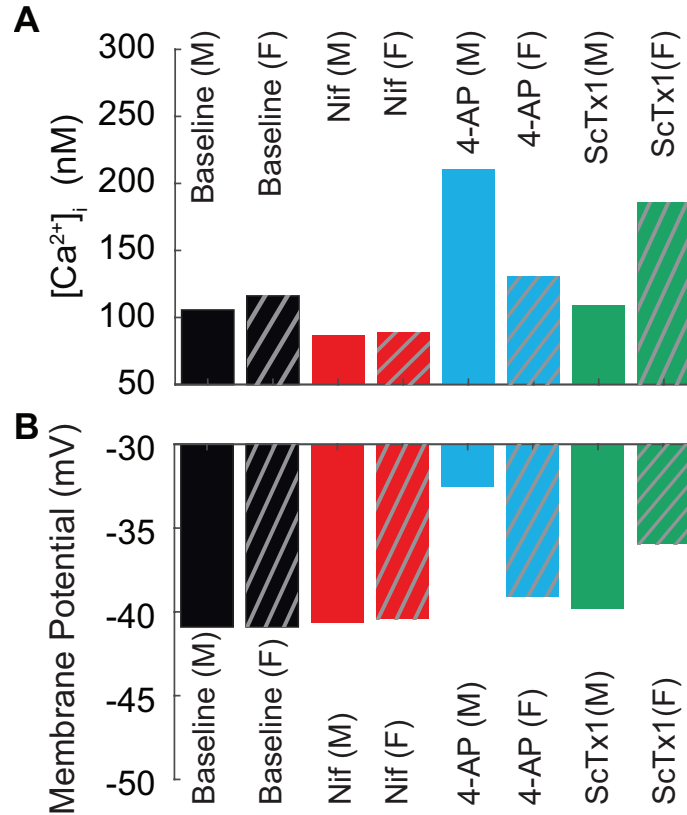 A
[Ca²⁺]ᵢ (nM)
300
250
200
150
100
50
Baseline (M)
Baseline (F)
Nif (M)
Nif (F)
4-AP (M)
4-AP (F)
ScTx1(M)
ScTx1(F)
B
Membrane Potential (mV)
-30
-35
-40
-45
-50
Baseline (M)
Baseline (F)
Nif (M)
Nif (F)
4-AP (M)
4-AP (F)
ScTx1(M)
ScTx1(F)